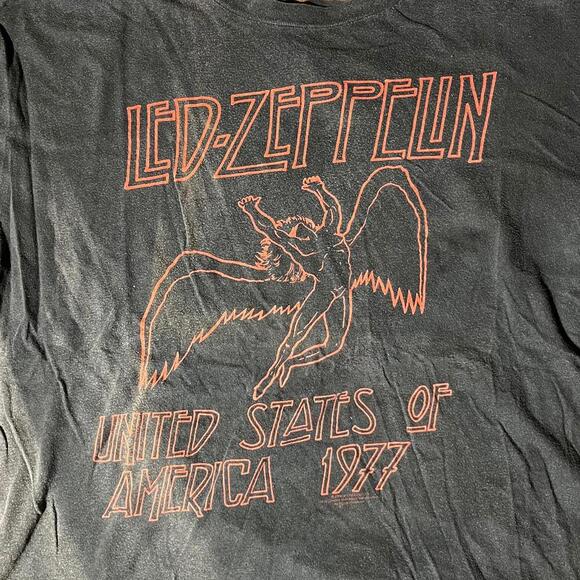 LED-ZEPPELIN
UNITED STATES OF
AMERICA 1977